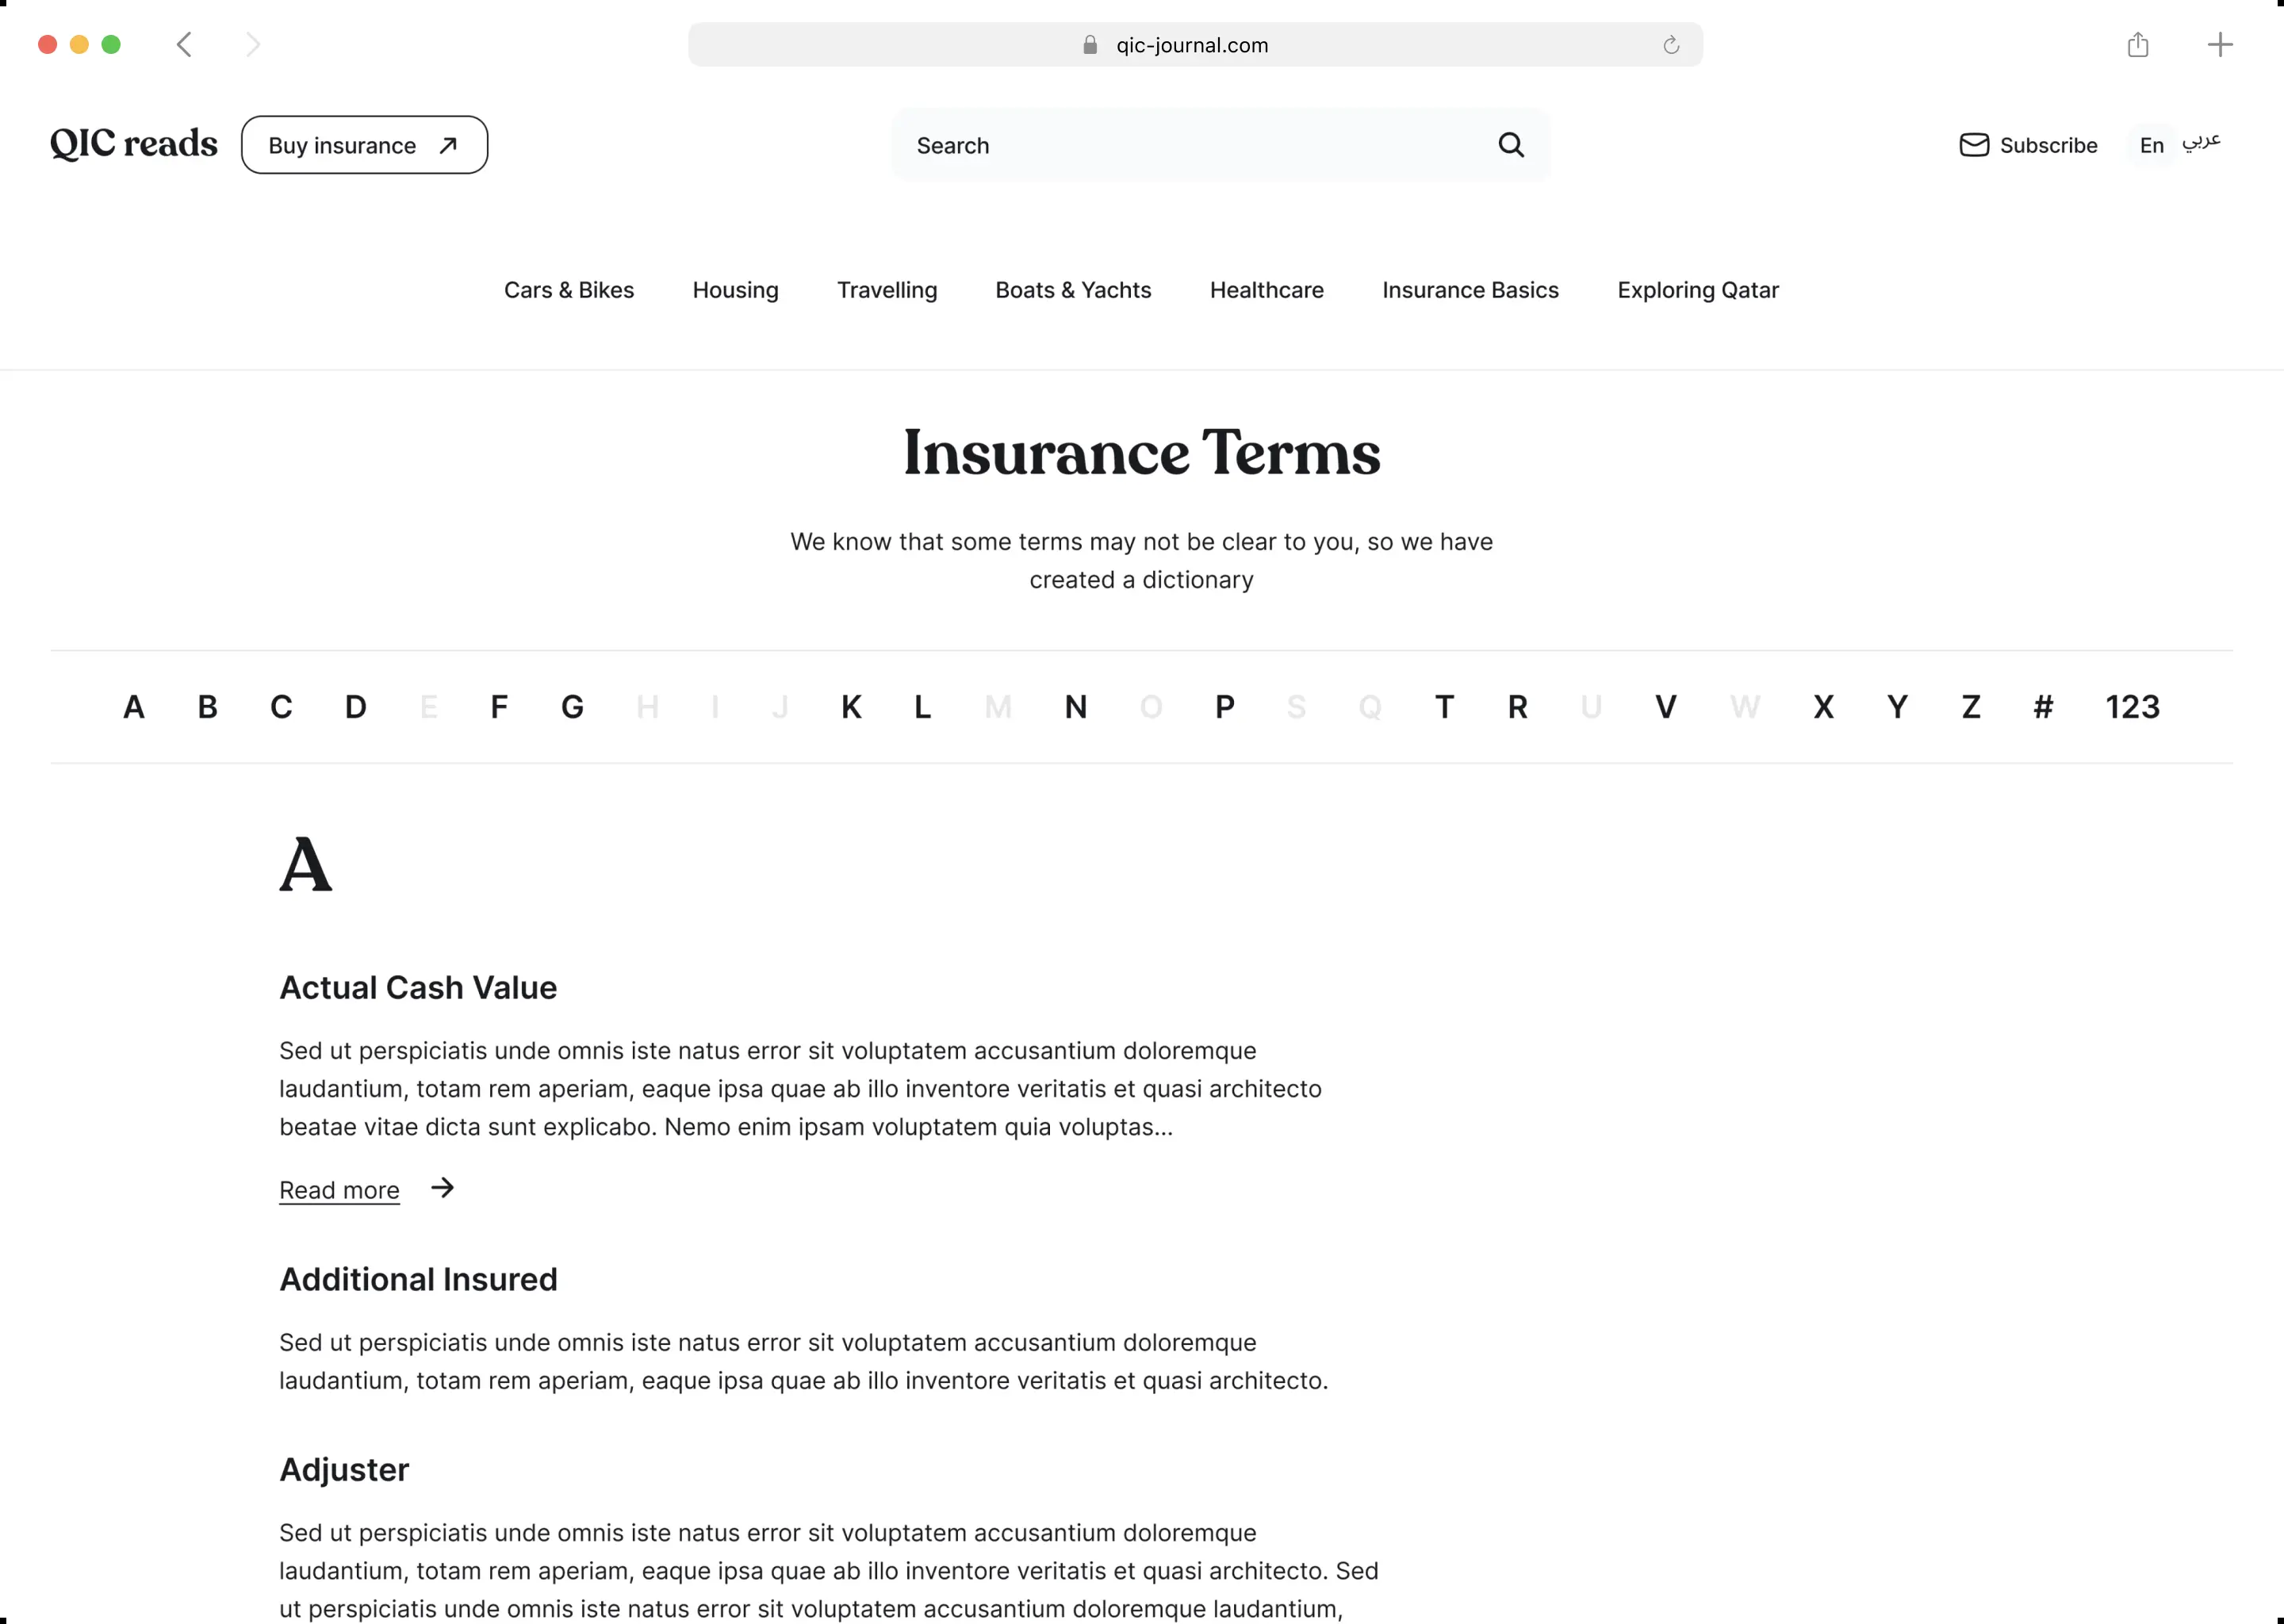 qic-journal.com
QIC reads
Buy insurance
Search
Subscribe
En
عربي
Cars & Bikes
Housing
Travelling
Boats & Yachts
Healthcare
Insurance Basics
Exploring Qatar
Insurance Terms
We know that some terms may not be clear to you, so we have
created a dictionary
A B C D E F G H I J K L M N O P S Q T R U V W X Y Z # 123
A
Actual Cash Value
Sed ut perspiciatis unde omnis iste natus error sit voluptatem accusantium doloremque
laudantium, totam rem aperiam, eaque ipsa quae ab illo inventore veritatis et quasi architecto
beatae vitae dicta sunt explicabo. Nemo enim ipsam voluptatem quia voluptas...
Read more
Additional Insured
Sed ut perspiciatis unde omnis iste natus error sit voluptatem accusantium doloremque
laudantium, totam rem aperiam, eaque ipsa quae ab illo inventore veritatis et quasi architecto.
Adjuster
Sed ut perspiciatis unde omnis iste natus error sit voluptatem accusantium doloremque
laudantium, totam rem aperiam, eaque ipsa quae ab illo inventore veritatis et quasi architecto. Sed
ut perspiciatis unde omnis iste natus error sit voluptatem accusantium doloremque laudantium,